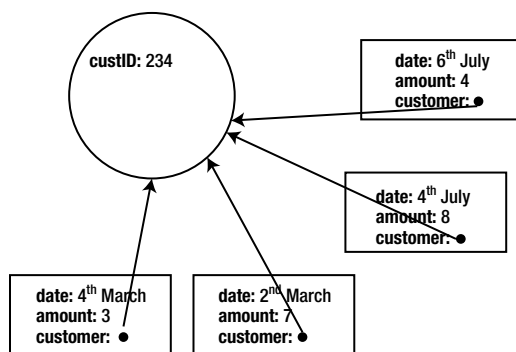 custID: 234
date: 6th July
amount: 4
customer:
date: 4th July
amount: 8
customer:
date: 4th March
amount: 3
customer:
date: 2nd March
amount: 7
customer: